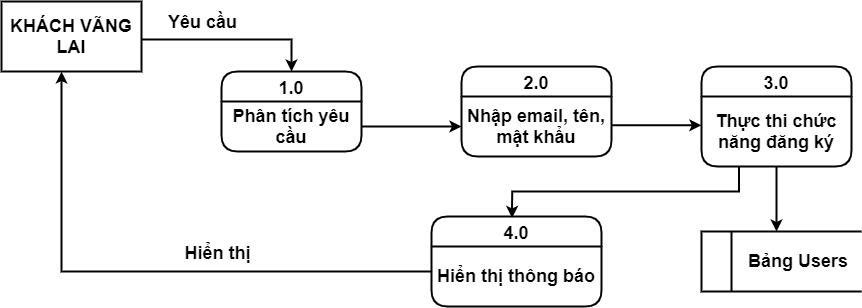 KHÁCH VÃNG
LAI
Yêu cầu
1.0
Phân tích yêu
cầu
2.0
Nhập email, tên,
mật khẩu
3.0
Thực thi chức
năng đăng ký
4.0
Hiển thị thông báo
Hiển thị
Bảng Users